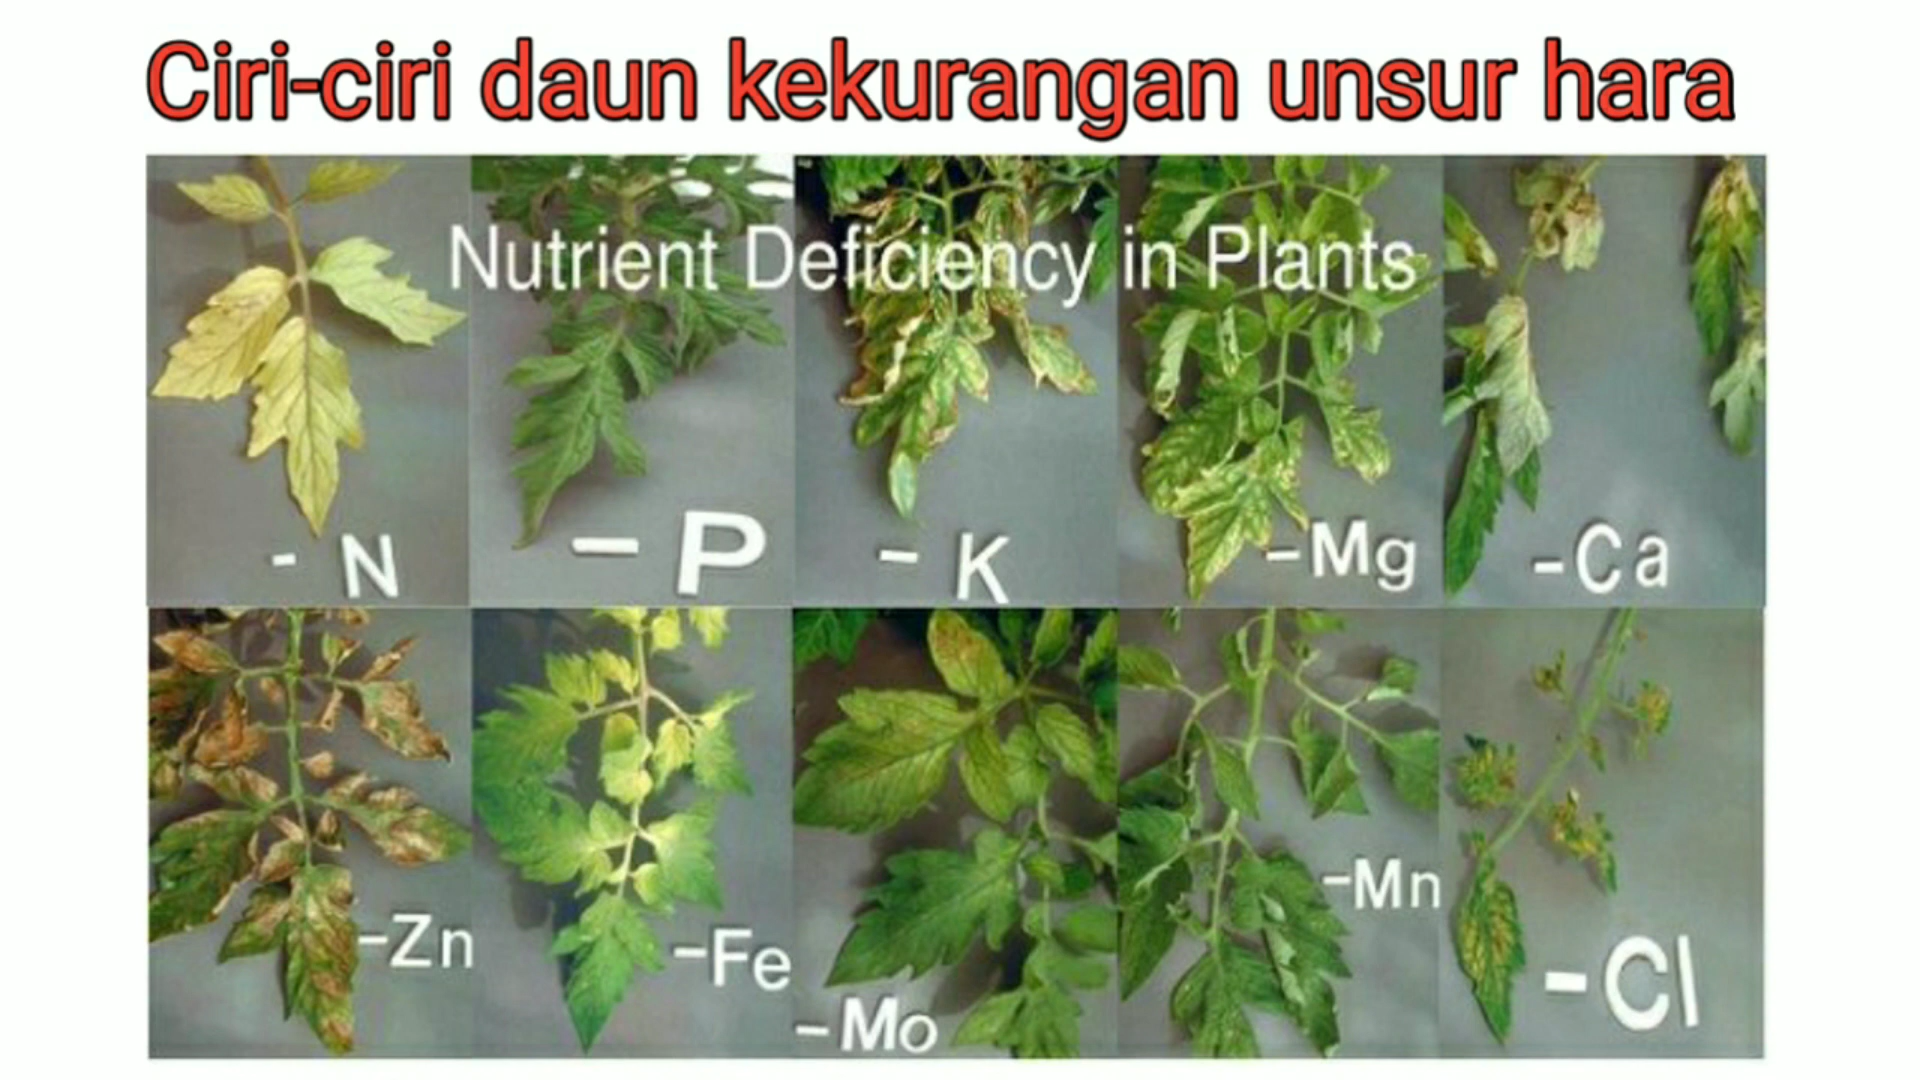 Ciri-ciri daun kekurangan unsur hara
Nutrient Deficiency in Plants
- N
- P
- K
-Mg
-Ca
-Zn
-Fe
-Mo
-Mn
-Cl